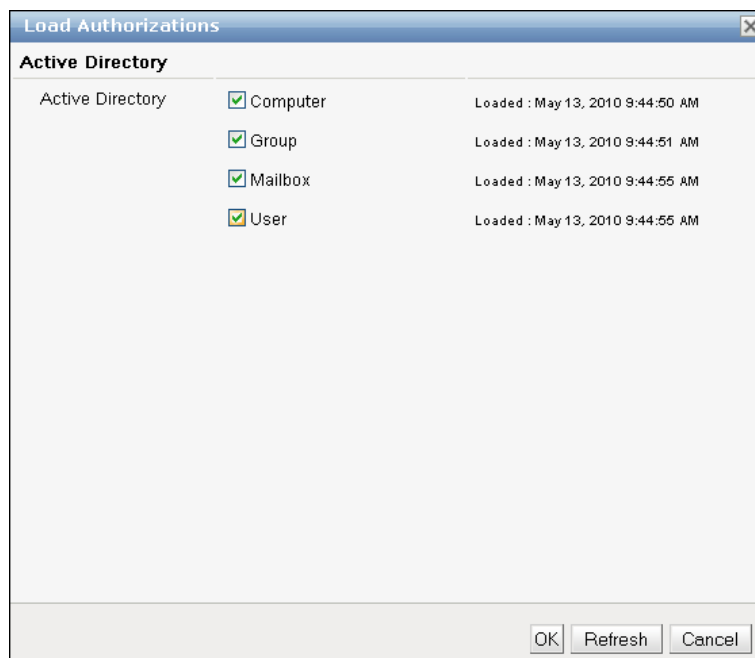 Load Authorizations
Active Directory
Active Directory Computer Loaded : May 13, 2010 9:44:50 AM
Group Loaded : May 13, 2010 9:44:51 AM
Mailbox Loaded : May 13, 2010 9:44:55 AM
User Loaded : May 13, 2010 9:44:55 AM
OK Refresh Cancel